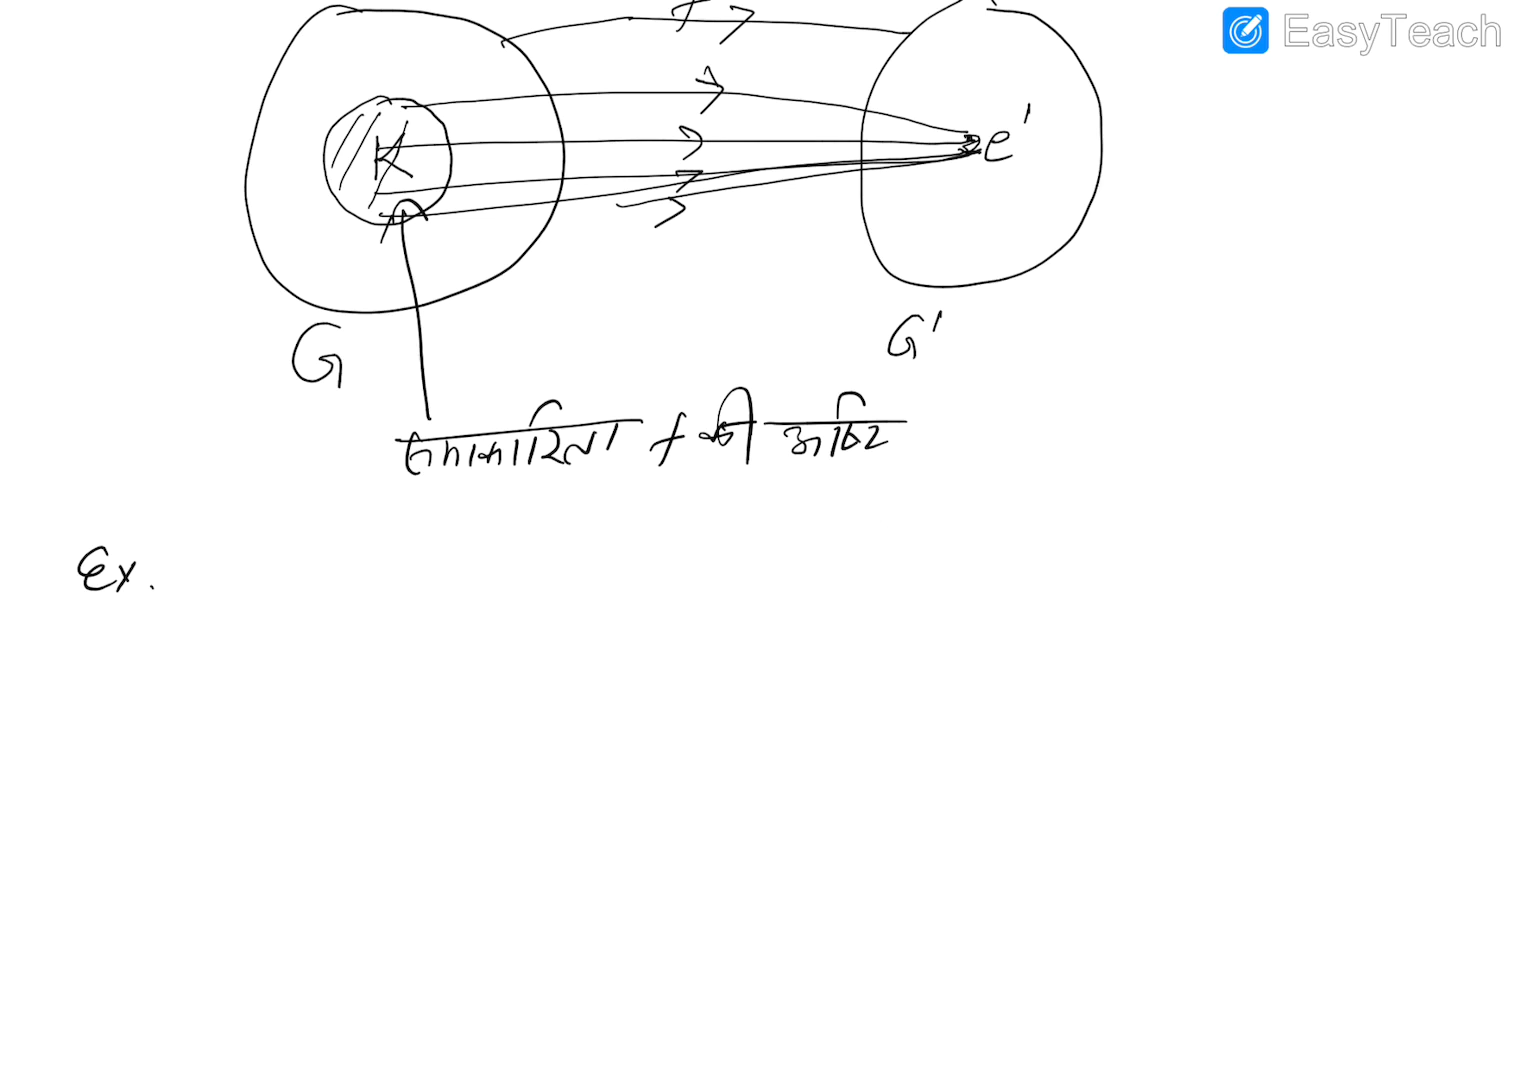 f
EasyTeach
K
e'
G
G'
समाकारिता f की अष्टि
Ex.